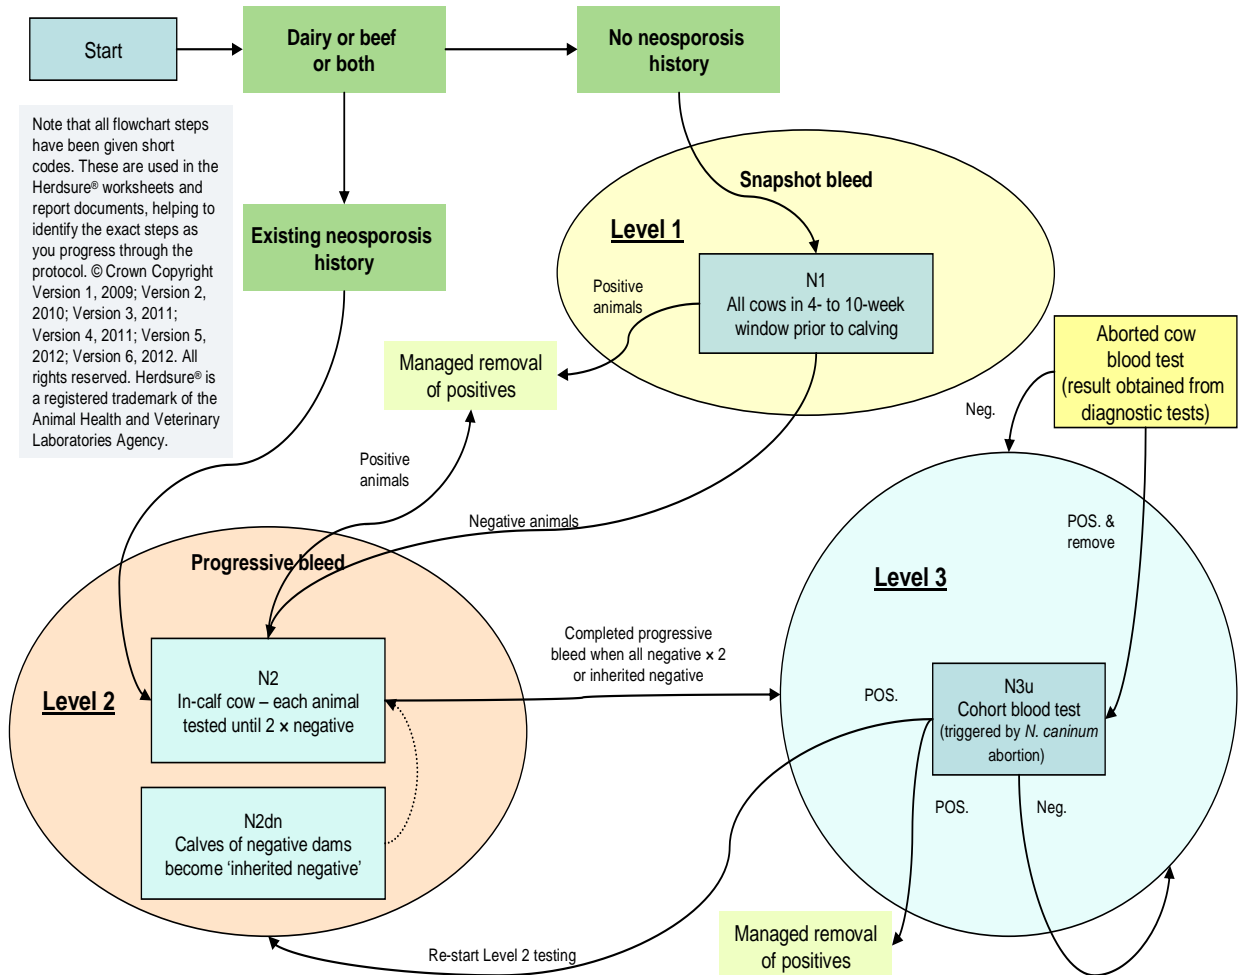 Start
Dairy or beef
or both
No neosporosis
history
Note that all flowchart steps
have been given short
codes. These are used in the
Herdsure® worksheets and
report documents, helping to
identify the exact steps as
you progress through the
protocol. © Crown Copyright
Version 1, 2009; Version 2,
2010; Version 3, 2011;
Version 4, 2011; Version 5,
2012; Version 6, 2012. All
rights reserved. Herdsure® is
a registered trademark of the
Animal Health and Veterinary
Laboratories Agency.
Existing neosporosis
history
Snapshot bleed
Level 1
N1
All cows in 4- to 10-week
window prior to calving
Positive
animals
Managed removal
of positives
Aborted cow
blood test
(result obtained from
diagnostic tests)
Neg.
POS. &
remove
Positive
animals
Negative animals
Progressive bleed
Level 2
N2
In-calf cow – each animal
tested until 2 × negative
N2dn
Calves of negative dams
become ‘inherited negative’
Completed progressive
bleed when all negative × 2
or inherited negative
Level 3
N3u
Cohort blood test
(triggered by N. caninum
abortion)
POS.
POS.
Neg.
Re-start Level 2 testing
Managed removal
of positives